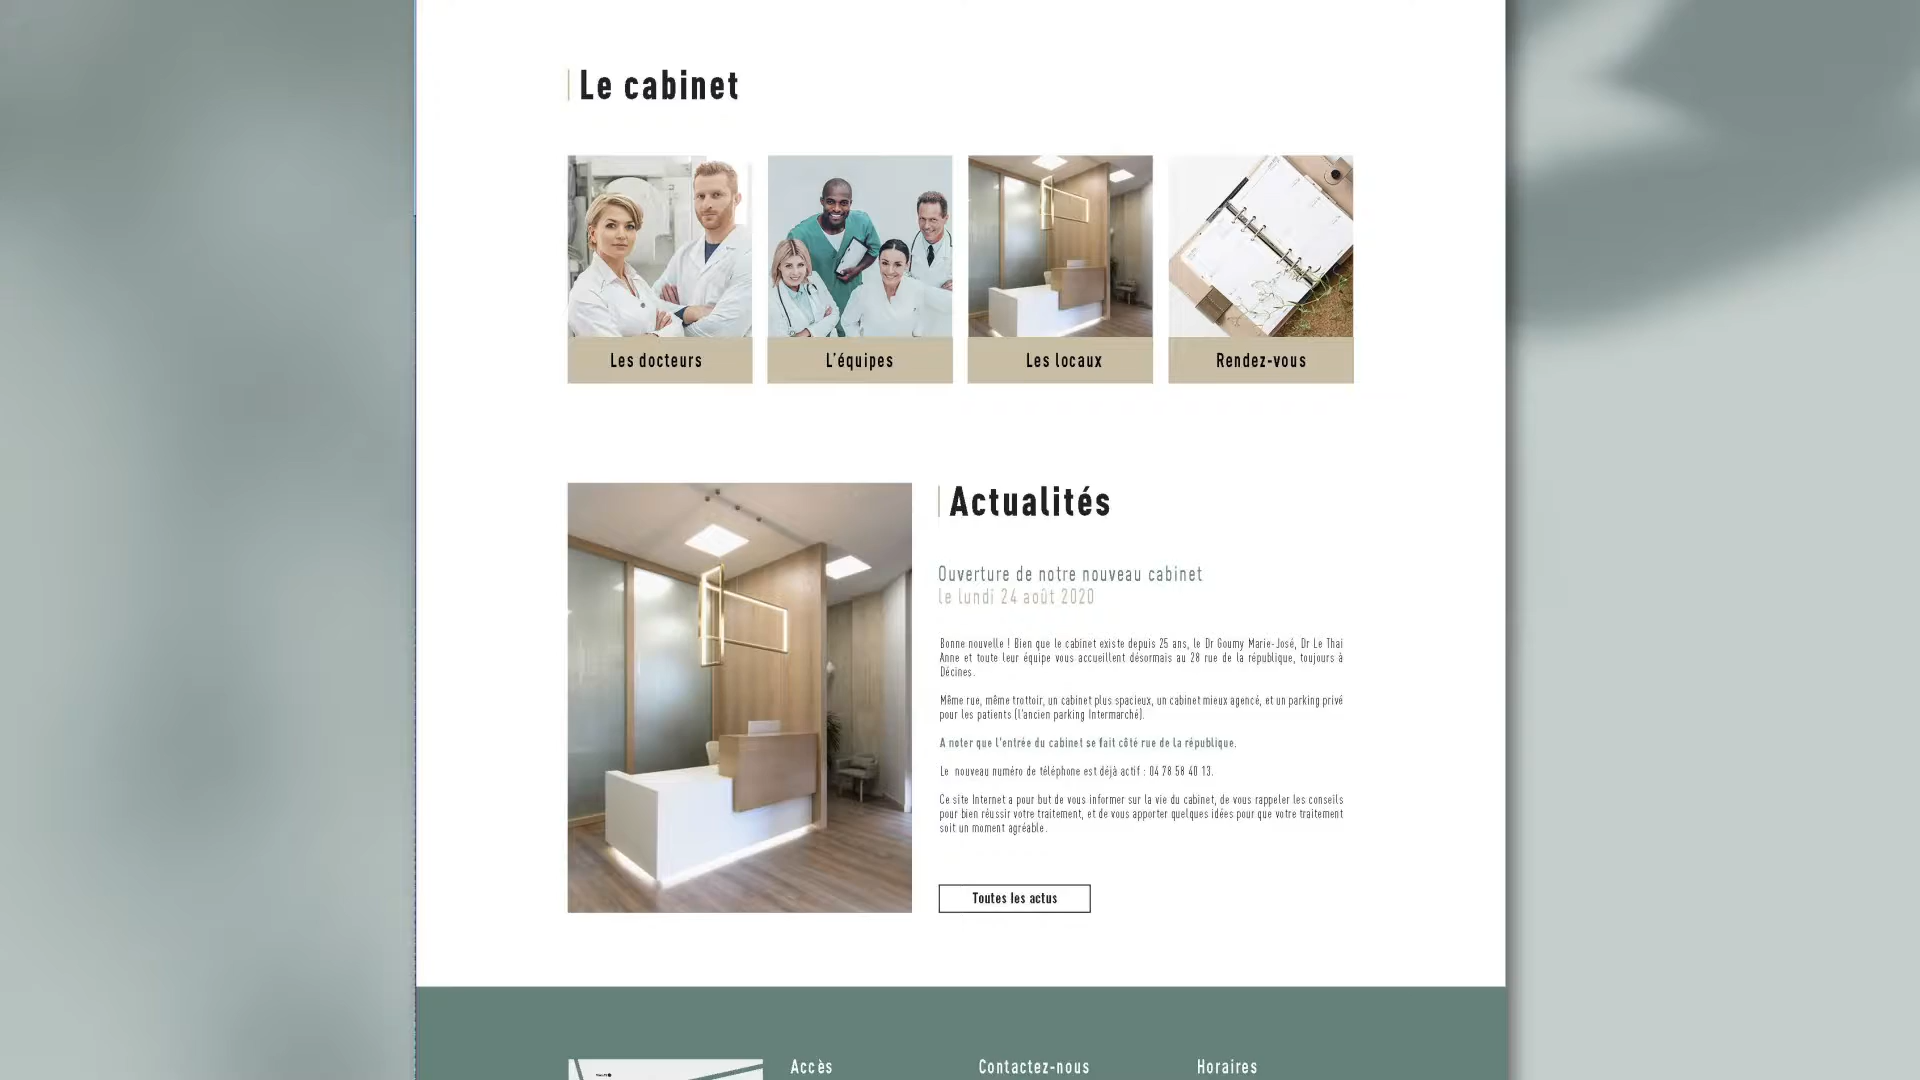 Le cabinet
Les docteurs
L'équipes
Les locaux
Rendez-vous
Actualités
Ouverture de notre nouveau cabinet
le lundi 24 août 2020
Bonne nouvelle ! Bien que le cabinet existe depuis 25 ans, le Dr Goumy Marie-José, Dr Le Thai
Anne et toute leur équipe vous accueillent désormais au 28 rue de la république, toujours à
Décines.
Même rue, même trottoir, un cabinet plus spacieux, un cabinet mieux agencé, et un parking privé
pour les patients (l'ancien parking Intermarché).
A noter que l'entrée du cabinet se fait côté rue de la république.
Le nouveau numéro de téléphone est déjà actif : 04 78 58 40 13.
Ce site Internet a pour but de vous informer sur la vie du cabinet, de vous rappeler les conseils
pour bien réussir votre traitement, et de vous apporter quelques idées pour que votre traitement
soit un moment agréable.
Toutes les actus
Accès
Contactez-nous
Horaires